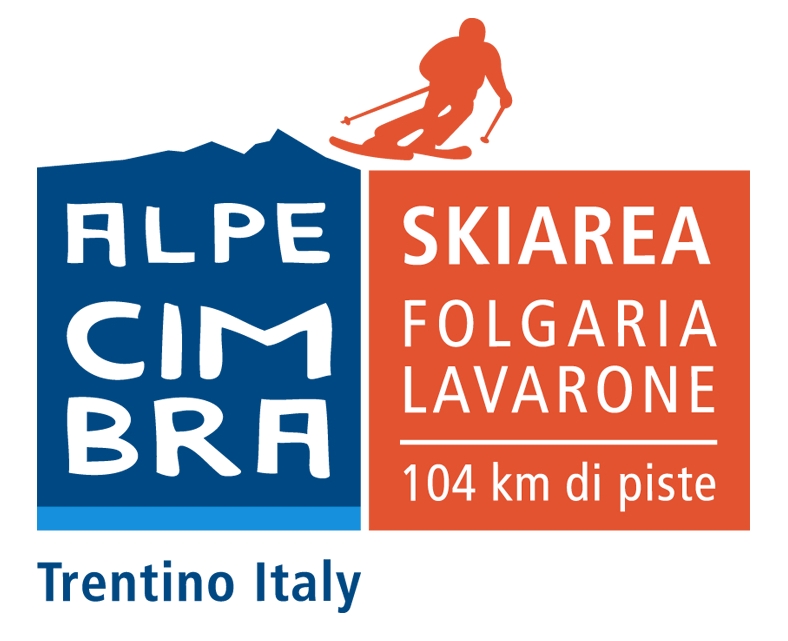 ALPE
CIM
BRA
SKIAREA
FOLGARIA
LAVARONE
104 km di piste
Trentino Italy